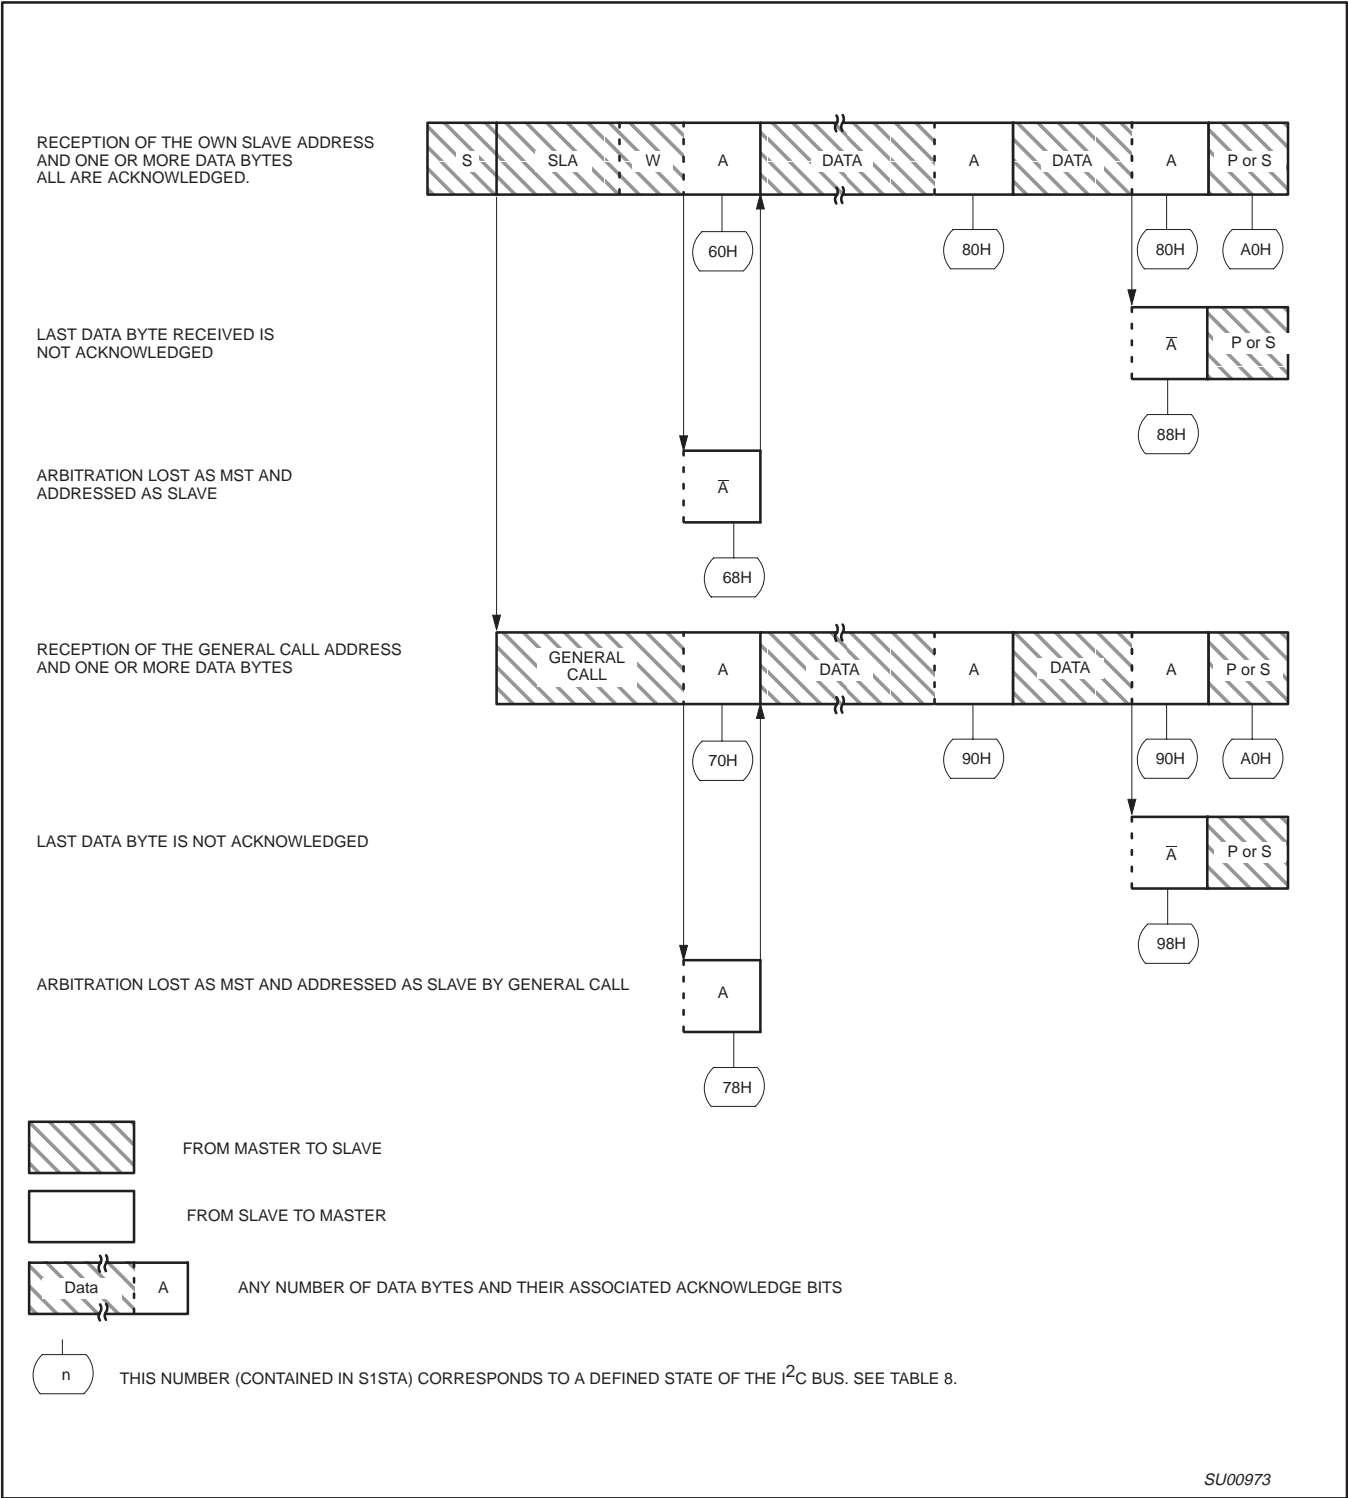 RECEPTION OF THE OWN SLAVE ADDRESS
AND ONE OR MORE DATA BYTES
ALL ARE ACKNOWLEDGED.
S SLA W A DATA A DATA A P or S
60H 80H 80H A0H
LAST DATA BYTE RECEIVED IS
NOT ACKNOWLEDGED
A̅ P or S
88H
ARBITRATION LOST AS MST AND
ADDRESSED AS SLAVE
A̅
68H
RECEPTION OF THE GENERAL CALL ADDRESS
AND ONE OR MORE DATA BYTES
GENERAL
CALL
A DATA A DATA A P or S
70H 90H 90H A0H
LAST DATA BYTE IS NOT ACKNOWLEDGED
A̅ P or S
98H
ARBITRATION LOST AS MST AND ADDRESSED AS SLAVE BY GENERAL CALL
A
78H
FROM MASTER TO SLAVE
FROM SLAVE TO MASTER
Data A ANY NUMBER OF DATA BYTES AND THEIR ASSOCIATED ACKNOWLEDGE BITS
n THIS NUMBER (CONTAINED IN S1STA) CORRESPONDS TO A DEFINED STATE OF THE I²C BUS. SEE TABLE 8.
SU00973